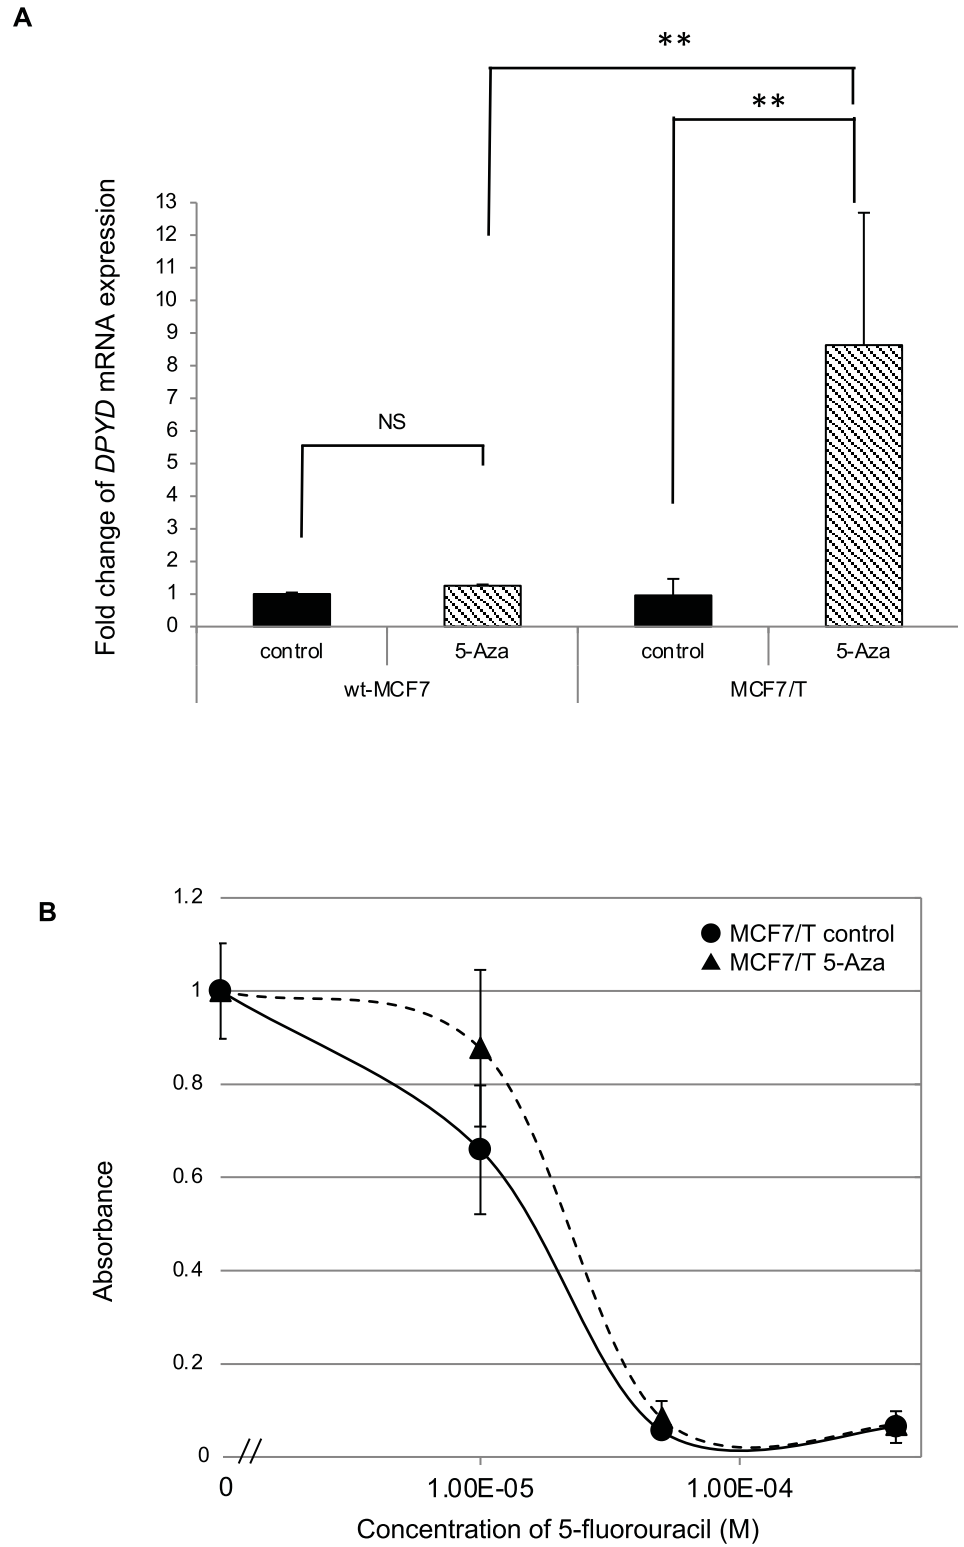 A
**
**
Fold change of DPYD mRNA expression
13
12
11
10
9
8
7
6
5
4
3
2
1
0
NS
control
5-Aza
control
5-Aza
wt-MCF7
MCF7/T
B
MCF7/T control
MCF7/T 5-Aza
Absorbance
1.2
1
0.8
0.6
0.4
0.2
0
0
1.00E-05
1.00E-04
Concentration of 5-fluorouracil (M)